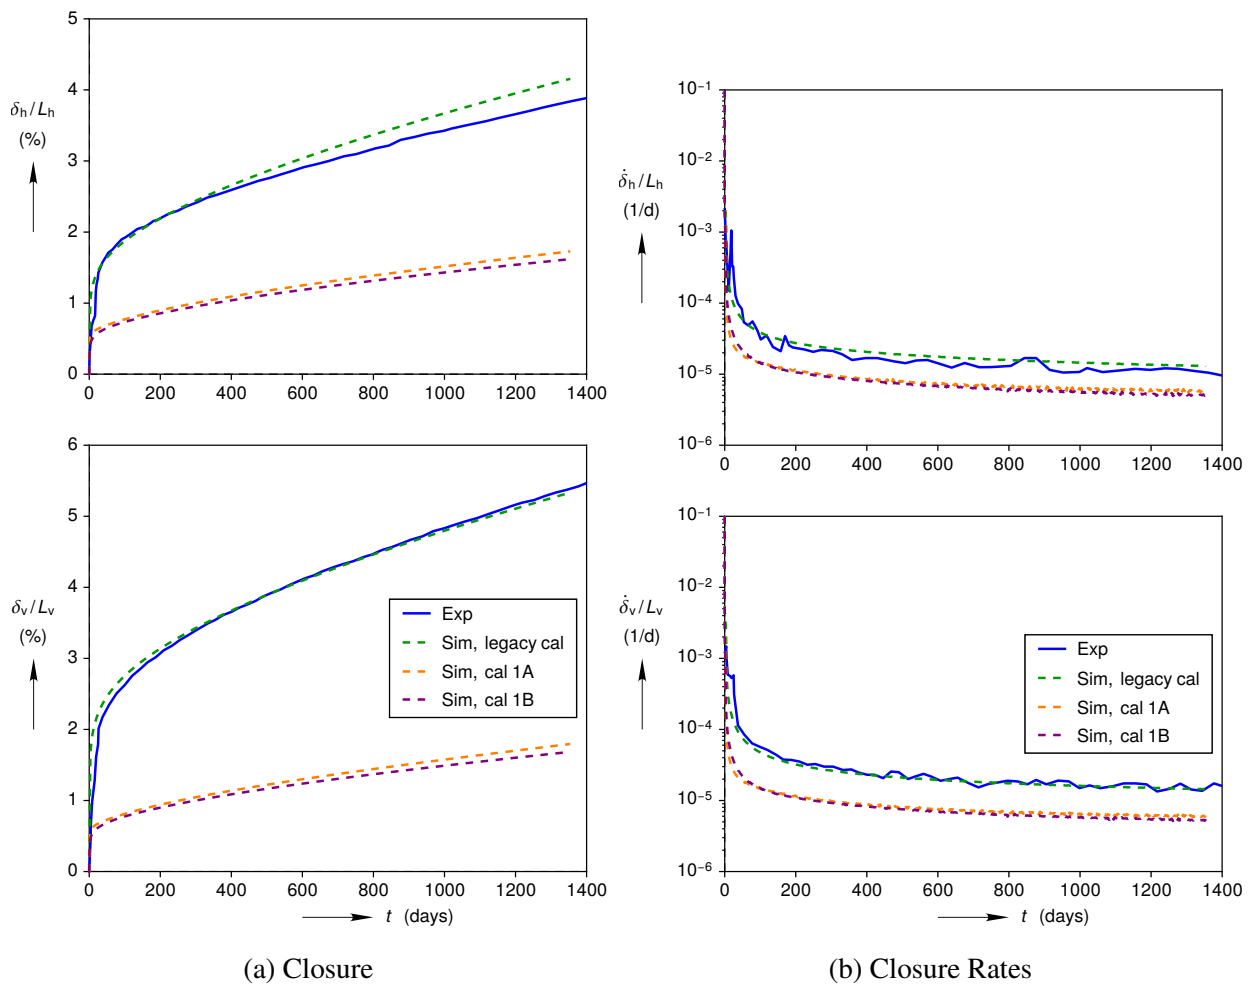 5
4
3
2
1
0
δh/Lh
(%)
0 200 400 600 800 1000 1200 1400
6
5
4
3
2
1
0
δv/Lv
(%)
Exp
Sim, legacy cal
Sim, cal 1A
Sim, cal 1B
0 200 400 600 800 1000 1200 1400
t (days)
(a) Closure
10⁻¹
10⁻²
10⁻³
10⁻⁴
10⁻⁵
10⁻⁶
δ̇h/Lh
(1/d)
0 200 400 600 800 1000 1200 1400
10⁻¹
10⁻²
10⁻³
10⁻⁴
10⁻⁵
10⁻⁶
δ̇v/Lv
(1/d)
Exp
Sim, legacy cal
Sim, cal 1A
Sim, cal 1B
0 200 400 600 800 1000 1200 1400
t (days)
(b) Closure Rates